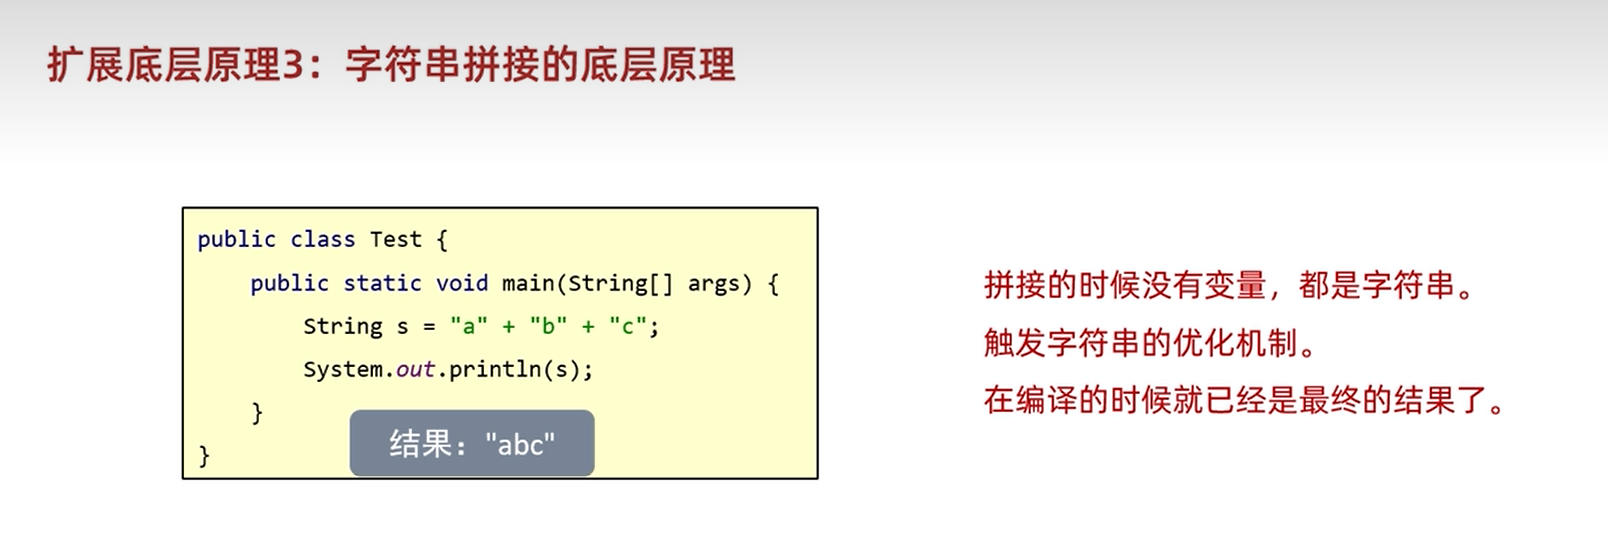 扩展底层原理3：字符串拼接的底层原理
public class Test {
    public static void main(String[] args) {
        String s = "a" + "b" + "c";
        System.out.println(s);
    }
}
结果："abc"
拼接的时候没有变量，都是字符串。
触发字符串的优化机制。
在编译的时候就已经是最终的结果了。